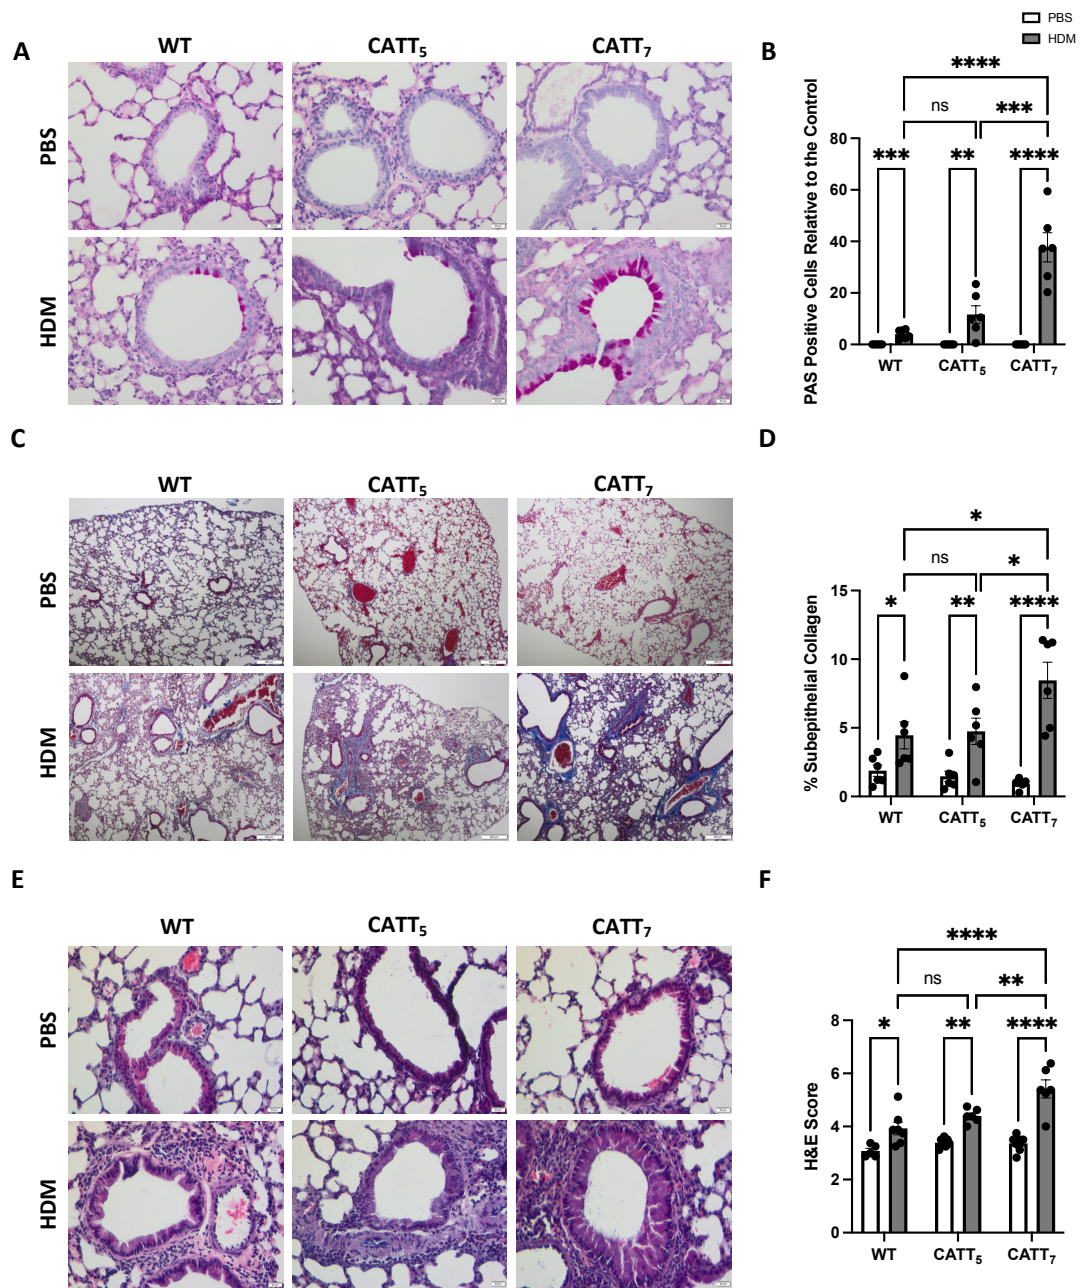 PBS
HDM
A
WT
CATT5
CATT7
PBS
HDM
B
PAS Positive Cells Relative to the Control
****
ns
***
***
**
****
80
60
40
20
0
WT
CATT5
CATT7
C
WT
CATT5
CATT7
PBS
HDM
D
% Subepithelial Collagen
*
ns
*
*
**
****
15
10
5
0
WT
CATT5
CATT7
E
WT
CATT5
CATT7
PBS
HDM
F
H&E Score
****
ns
**
*
**
****
8
6
4
2
0
WT
CATT5
CATT7